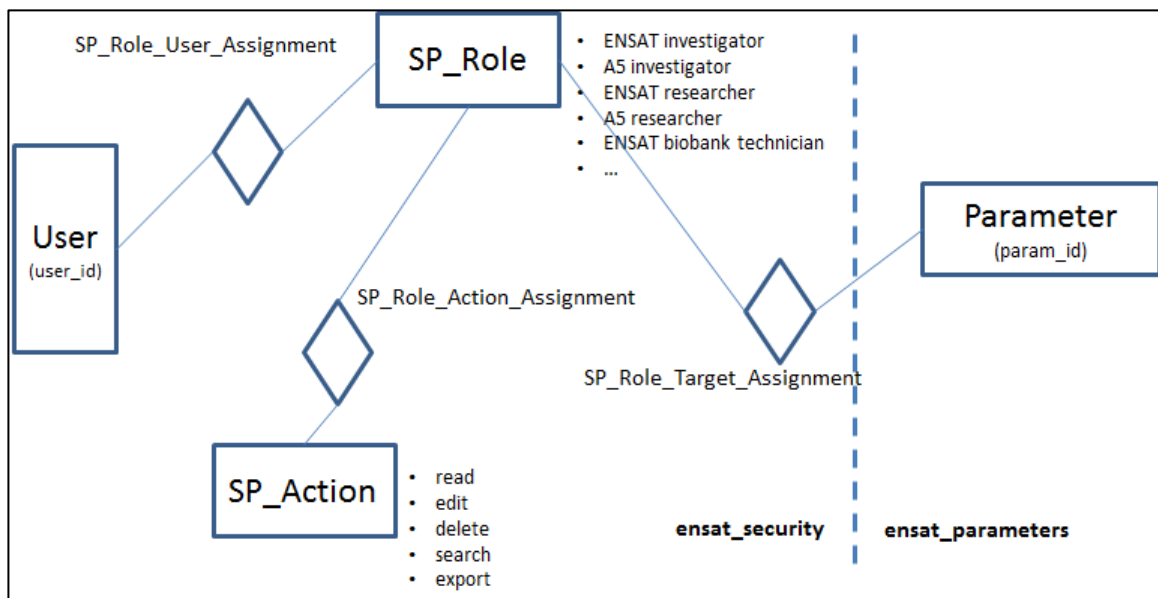 SP_Role_User_Assignment
SP_Role
• ENSAT investigator
• A5 investigator
• ENSAT researcher
• A5 researcher
• ENSAT biobank technician
• ...
User
(user_id)
Parameter
(param_id)
SP_Role_Action_Assignment
SP_Role_Target_Assignment
SP_Action
• read
• edit
• delete
• search
• export
ensat_security
ensat_parameters